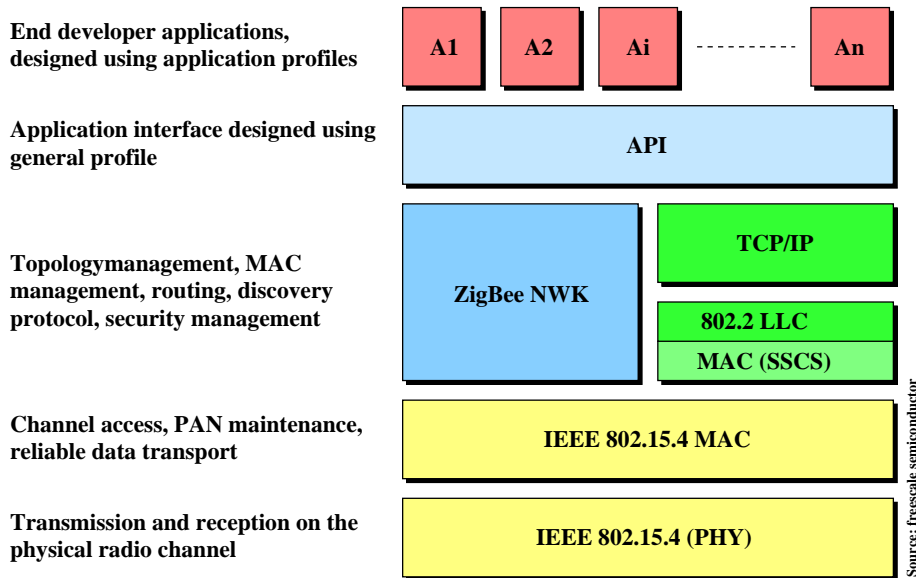 End developer applications,
designed using application profiles
A1
A2
Ai
An
Application interface designed using
general profile
API
Topologymanagement, MAC
management, routing, discovery
protocol, security management
ZigBee NWK
TCP/IP
802.2 LLC
MAC (SSCS)
Channel access, PAN maintenance,
reliable data transport
IEEE 802.15.4 MAC
Transmission and reception on the
physical radio channel
IEEE 802.15.4 (PHY)
Source: freescale semiconductor